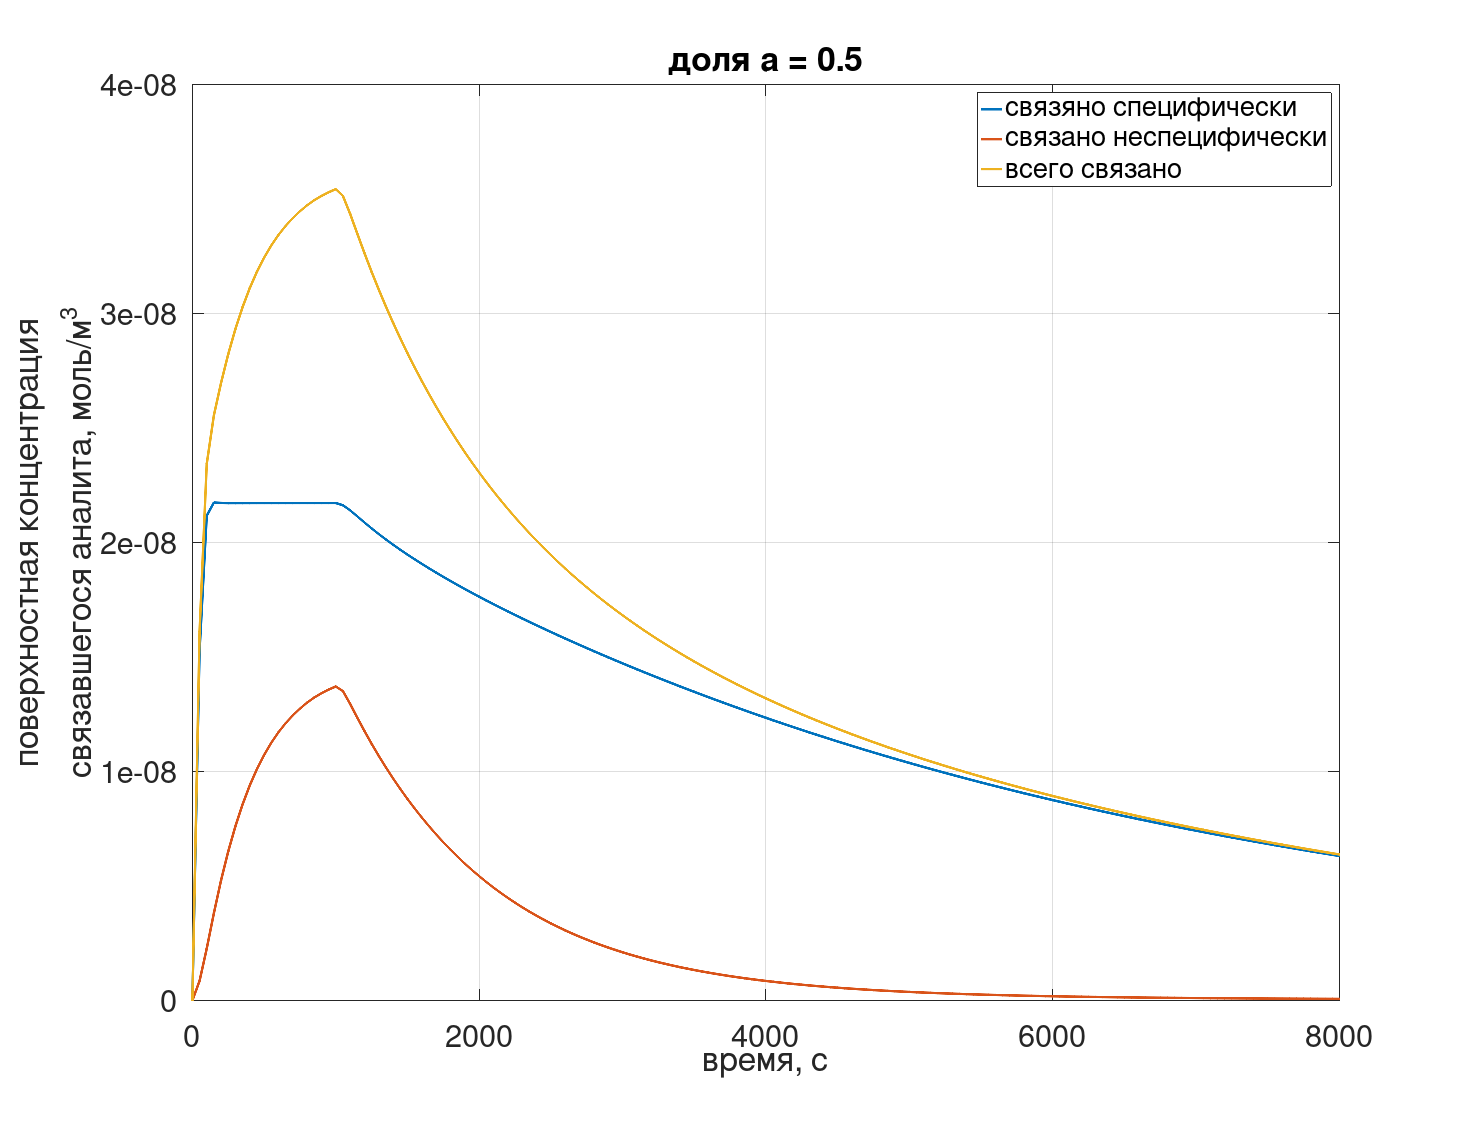 доля a = 0.5
связяно специфически
связано неспецифически
всего связано
поверхностная концентрация
связавшегося аналита, моль/м³
4e-08
3e-08
2e-08
1e-08
0
0 2000 4000 6000 8000
время, с